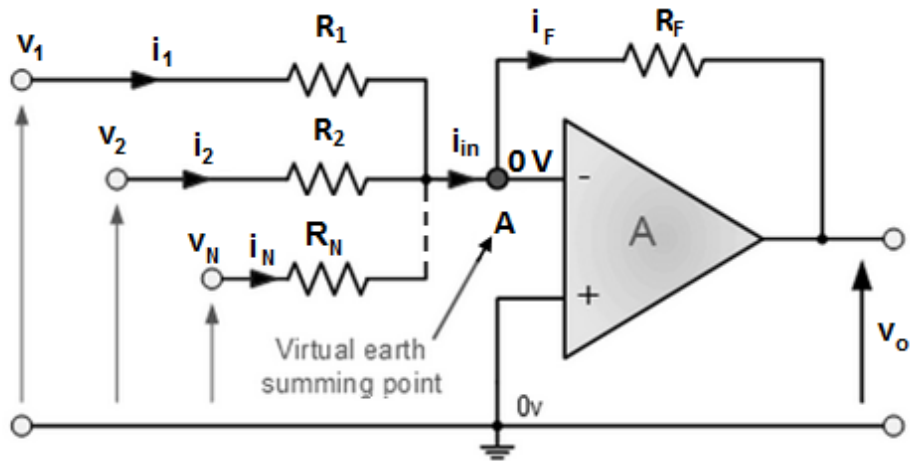 v1
i1
R1
iF
RF
v2
i2
R2
iin
0 V
-
A
A
vN
iN
RN
+
Virtual earth
summing point
0v
vo